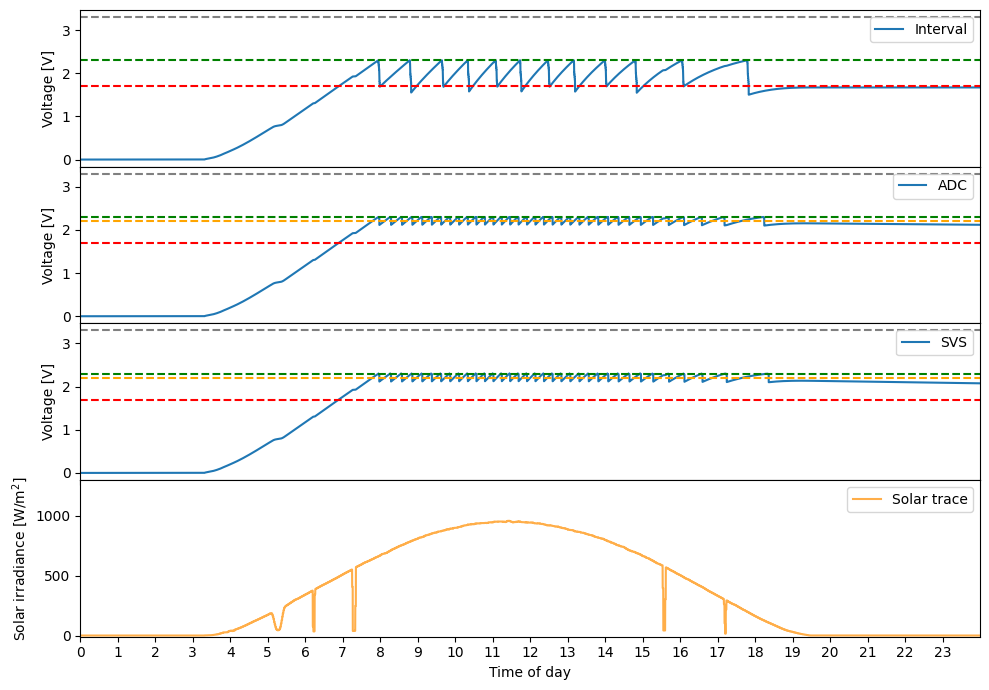 Voltage [V]
3
2
1
0
Interval
Voltage [V]
3
2
1
0
ADC
Voltage [V]
3
2
1
0
SVS
Solar irradiance [W/m²]
1000
500
0
Solar trace
0 1 2 3 4 5 6 7 8 9 10 11 12 13 14 15 16 17 18 19 20 21 22 23
Time of day